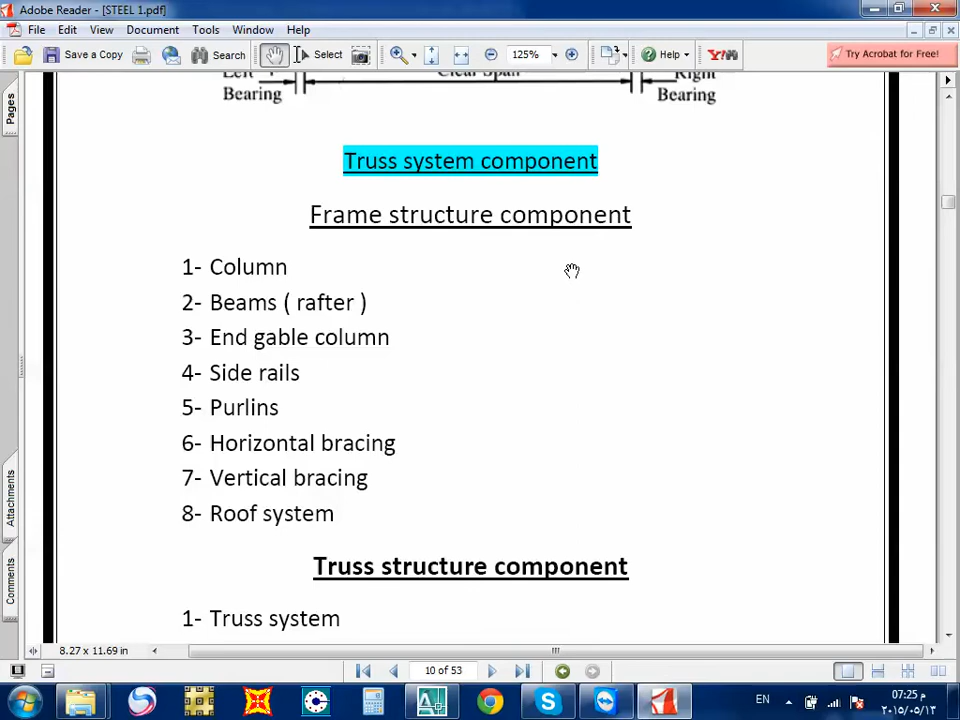 Adobe Reader - [STEEL 1.pdf]
File Edit View Document Tools Window Help
Save a Copy Search Select 125% Help Y! Try Acrobat for Free!
Pages
Attachments
Comments
Left Clear Span Right
Bearing Bearing
Truss system component
Frame structure component
1- Column
2- Beams ( rafter )
3- End gable column
4- Side rails
5- Purlins
6- Horizontal bracing
7- Vertical bracing
8- Roof system
Truss structure component
1- Truss system
8.27 x 11.69 in
10 of 53
EN
07:25 م
٢٠١٥/٠٥/١٣